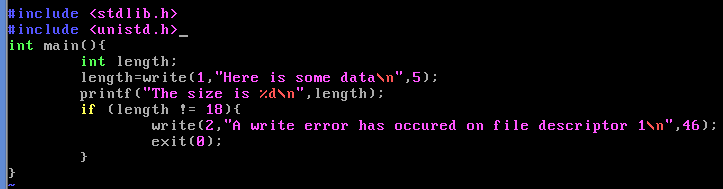 #include <stdlib.h>
#include <unistd.h>_
int main(){
int length;
length=write(1,"Here is some data\n",5);
printf("The size is %d\n",length);
if (length != 18){
write(2,"A write error has occured on file descriptor 1\n",46);
exit(0);
}
}
~